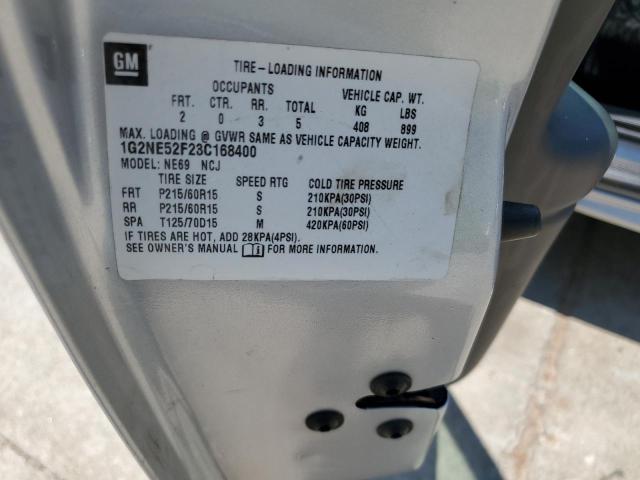 GM
TIRE-LOADING INFORMATION
OCCUPANTS VEHICLE CAP. WT.
FRT. CTR. RR. TOTAL KG LBS
2 0 3 5 408 899
MAX. LOADING @ GVWR SAME AS VEHICLE CAPACITY WEIGHT.
1G2NE52F23C168400
MODEL: NE69 NCJ
TIRE SIZE SPEED RTG COLD TIRE PRESSURE
FRT P215/60R15 S 210KPA(30PSI)
RR P215/60R15 S 210KPA(30PSI)
SPA T125/70D15 M 420KPA(60PSI)
IF TIRES ARE HOT, ADD 28KPA(4PSI).
SEE OWNER'S MANUAL FOR MORE INFORMATION.